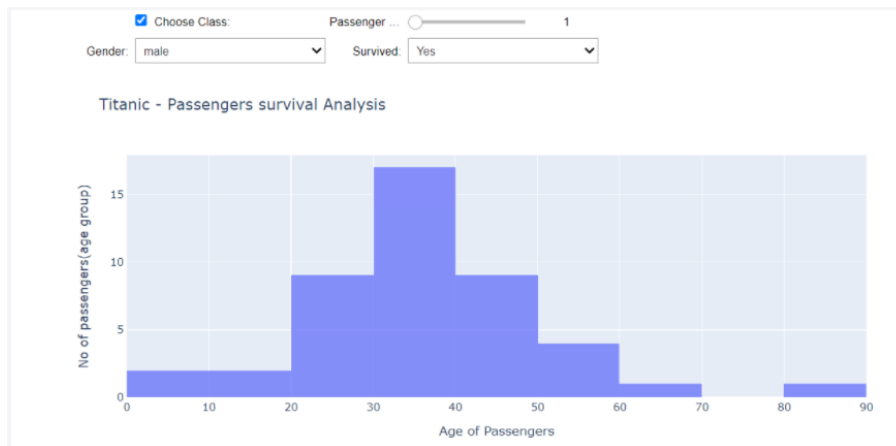 Choose Class: Passenger ... 1
Gender: male Survived: Yes
Titanic - Passengers survival Analysis
No of passengers(age group)
15
10
5
0
0 10 20 30 40 50 60 70 80 90
Age of Passengers